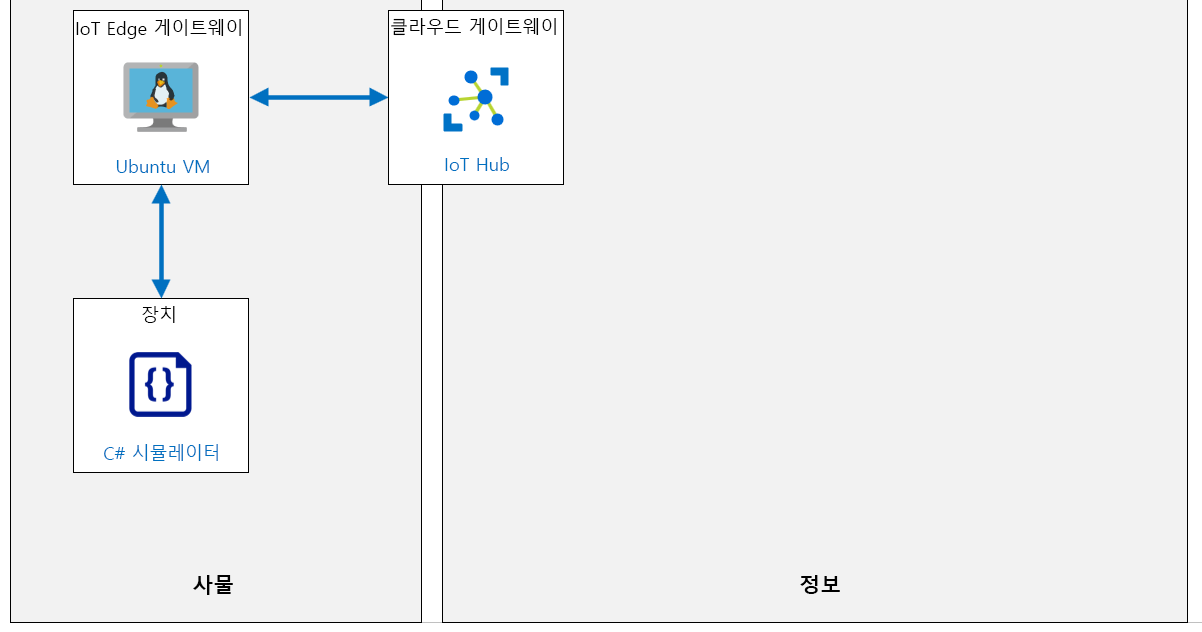 IoT Edge 게이트웨이
Ubuntu VM
클라우드 게이트웨이
IoT Hub
장치
{}
C# 시뮬레이터
사물
정보